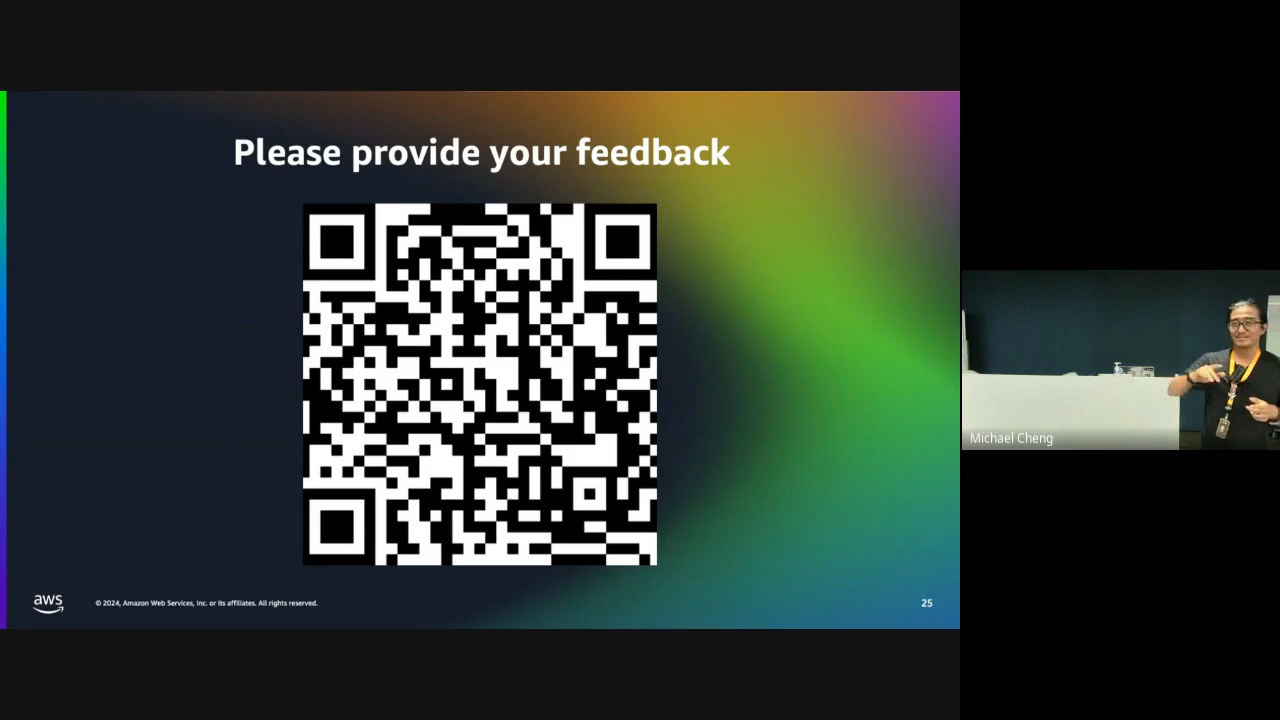 Please provide your feedback
aws
© 2024, Amazon Web Services, Inc. or its affiliates. All rights reserved.
25
Michael Cheng